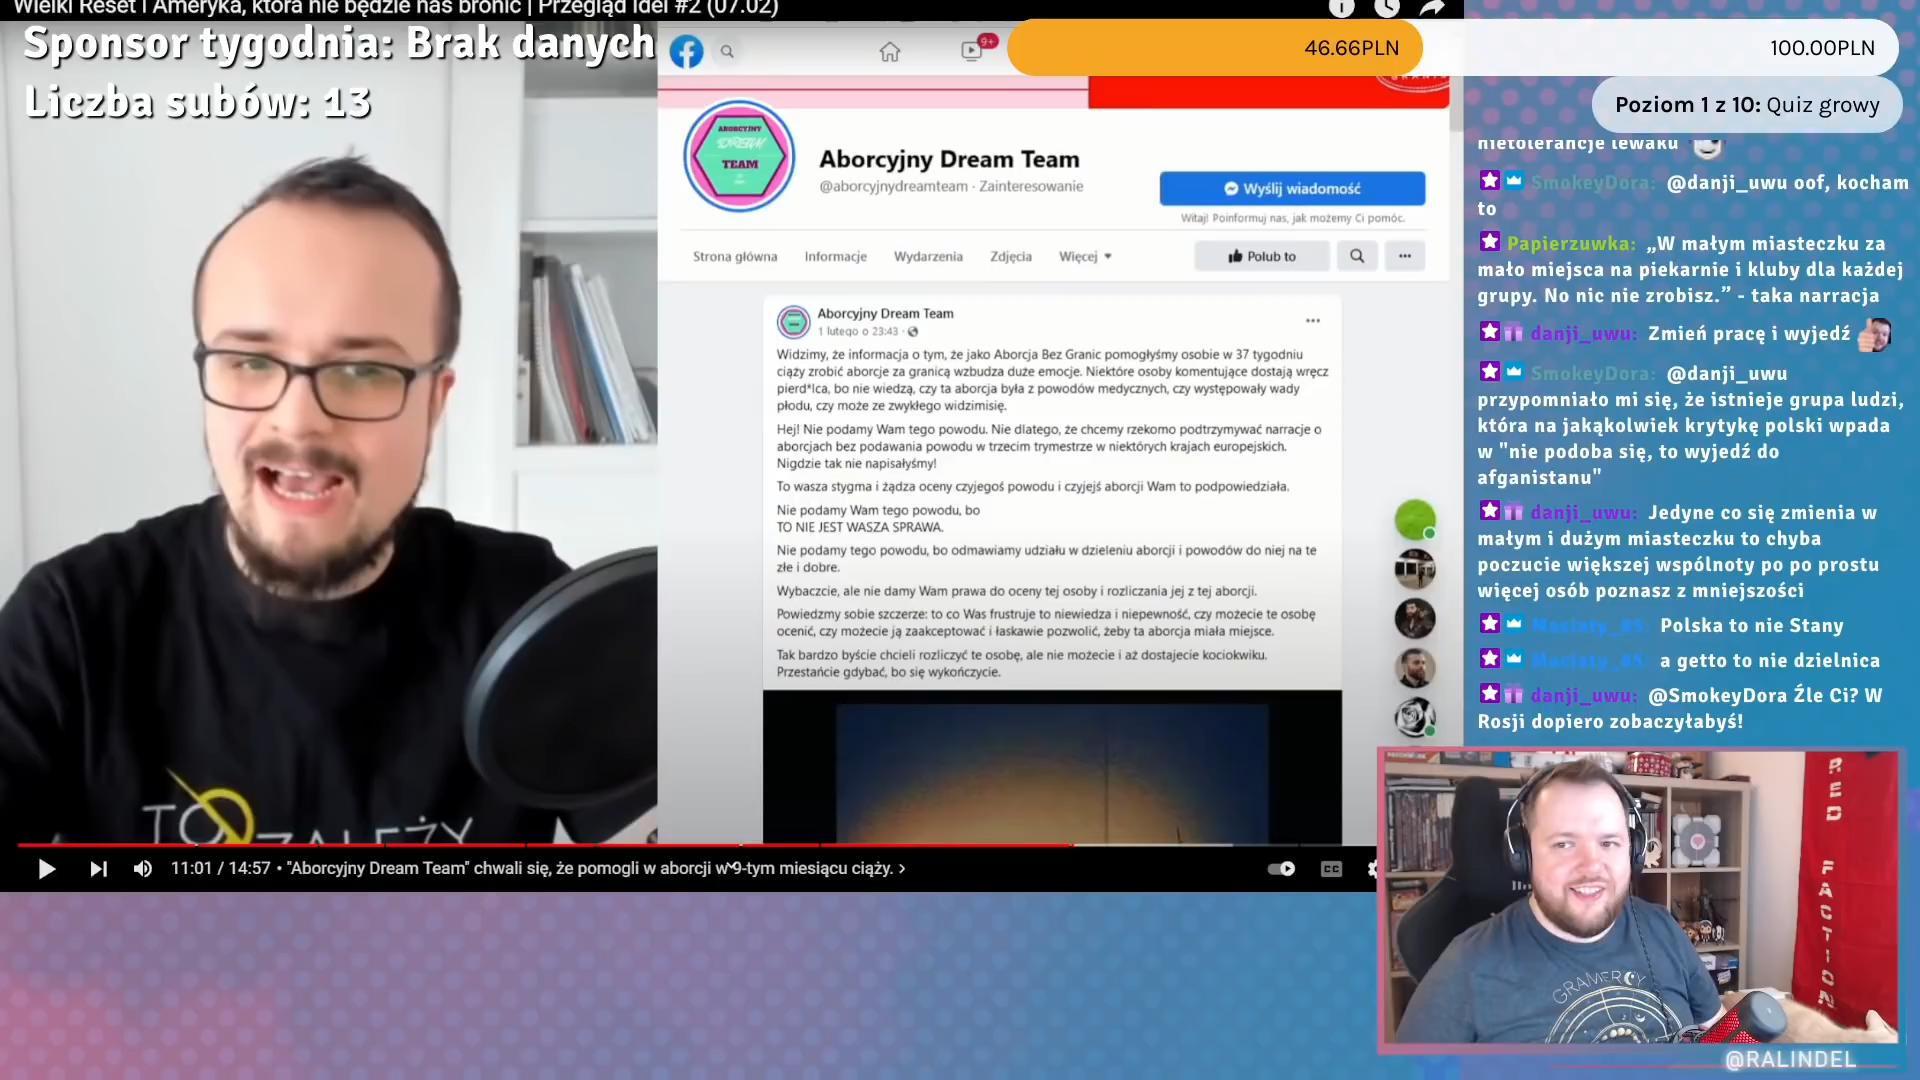 Wielki Reset i Ameryka, która nie będzie nas bronić | Przegląd Idei #2 (07.02)
Sponsor tygodnia: Brak danych
Liczba subów: 13
9+
46.66PLN
100.00PLN
Poziom 1 z 10: Quiz growy
ABORCYJNY
DREAM
TEAM
Aborcyjny Dream Team
@aborcyjnydreamteam · Zainteresowanie
Wyślij wiadomość
Witaj! Poinformuj nas, jak możemy Ci pomóc.
Strona główna
Informacje
Wydarzenia
Zdjęcia
Więcej
Polubto
Aborcyjny Dream Team
1 lutego o 23:43
Widzimy, że informacja o tym, że jako Aborcja Bez Granic pomogłyśmy osobie w 37 tygodniu
ciąży zrobić aborcje za granicą wzbudza duże emocje. Niektóre osoby komentujące dostają wręcz
pierd*lca, bo nie wiedzą, czy ta aborcja była z powodów medycznych, czy występowały wady
płodu, czy może ze zwykłego widzimisię.
Hej! Nie podamy Wam tego powodu. Nie dlatego, że chcemy rzekomo podtrzymywać narracje o
aborcjach bez podawania powodu w trzecim trymestrze w niektórych krajach europejskich.
Nigdzie tak nie napisałyśmy!
To wasza stygma i żądza oceny czyjegoś powodu i czyjejś aborcji Wam to podpowiedziała.
Nie podamy Wam tego powodu, bo
TO NIE JEST WASZA SPRAWA.
Nie podamy tego powodu, bo odmawiamy udziału w dzieleniu aborcji i powodów do niej na te
złe i dobre.
Wybaczcie, ale nie damy Wam prawa do oceny tej osoby i rozliczania jej z tej aborcji.
Powiedzmy sobie szczerze: to co Was frustruje to niewiedza i niepewność, czy możecie te osobę
ocenić, czy możecie ją zaakceptować i łaskawie pozwolić, żeby ta aborcja miała miejsce.
Tak bardzo byście chcieli rozliczyć te osobę, ale nie możecie i aż dostajecie kociokwiku.
Przestańcie gdybać, bo się wykończycie.
TO ZALEŻY
11:01 / 14:57 • "Aborcyjny Dream Team" chwali się, że pomogli w aborcji w 9-tym miesiącu ciąży. ›
CC
nietolerancje lewaku
SmokeyDora: @danji_uwu oof, kocham
to
Papierzuwka: „W małym miasteczku za
mało miejsca na piekarnie i kluby dla każdej
grupy. No nic nie zrobisz.” - taka narracja
danji_uwu: Zmień pracę i wyjedź
SmokeyDora: @danji_uwu
przypomniało mi się, że istnieje grupa ludzi,
która na jakąkolwiek krytykę polski wpada
w "nie podoba się, to wyjedź do
afganistanu"
danji_uwu: Jedyne co się zmienia w
małym i dużym miasteczku to chyba
poczucie większej wspólnoty po po prostu
więcej osób poznasz z mniejszości
Polska to nie Stany
a getto to nie dzielnica
danji_uwu: @SmokeyDora Źle Ci? W
Rosji dopiero zobaczyłabyś!
RED FACTION
GRAMERCY
@RALINDEL